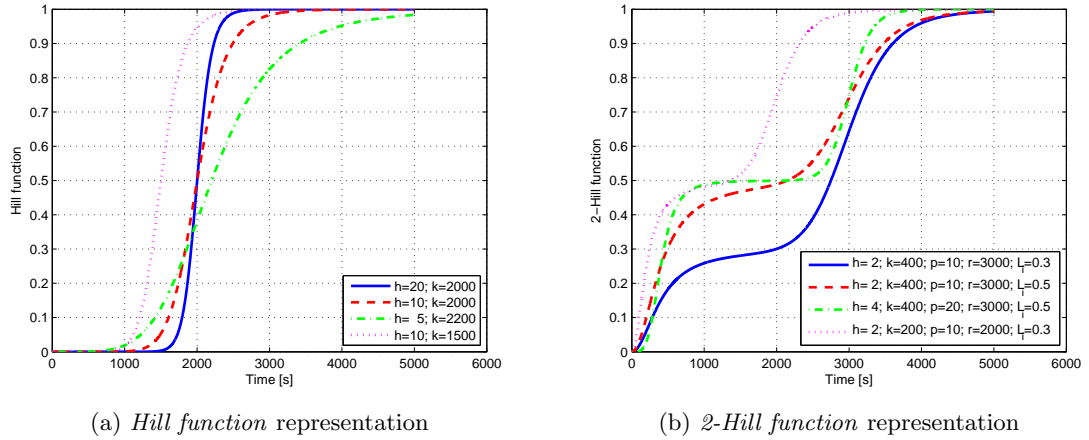 1
0.9
0.8
0.7
0.6
0.5
0.4
0.3
0.2
0.1
0
Hill function
0 1000 2000 3000 4000 5000 6000
Time [s]
h=20; k=2000
h=10; k=2000
h= 5; k=2200
h=10; k=1500
(a) Hill function representation
1
0.9
0.8
0.7
0.6
0.5
0.4
0.3
0.2
0.1
0
2−Hill function
0 1000 2000 3000 4000 5000 6000
Time [s]
h= 2; k=400; p=10; r=3000; Lᵢ=0.3
h= 2; k=400; p=10; r=3000; Lᵢ=0.5
h= 4; k=400; p=20; r=3000; Lᵢ=0.5
h= 2; k=200; p=10; r=2000; Lᵢ=0.3
(b) 2-Hill function representation